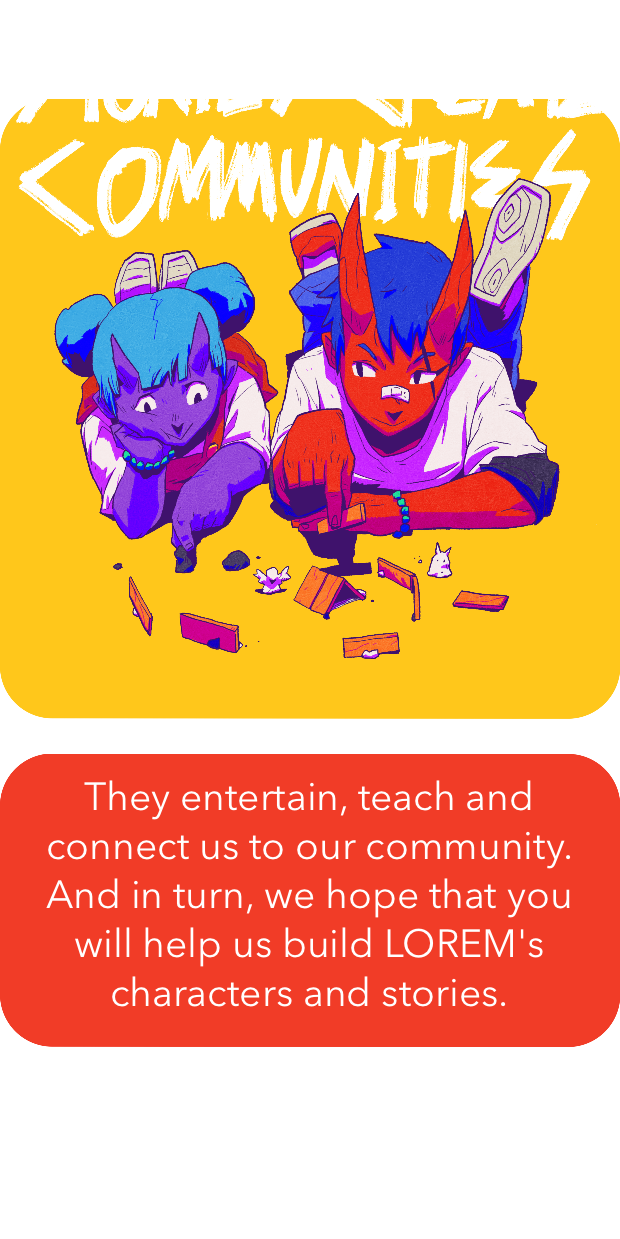 COMMUNITIES
They entertain, teach and
connect us to our community.
And in turn, we hope that you
will help us build LOREM's
characters and stories.